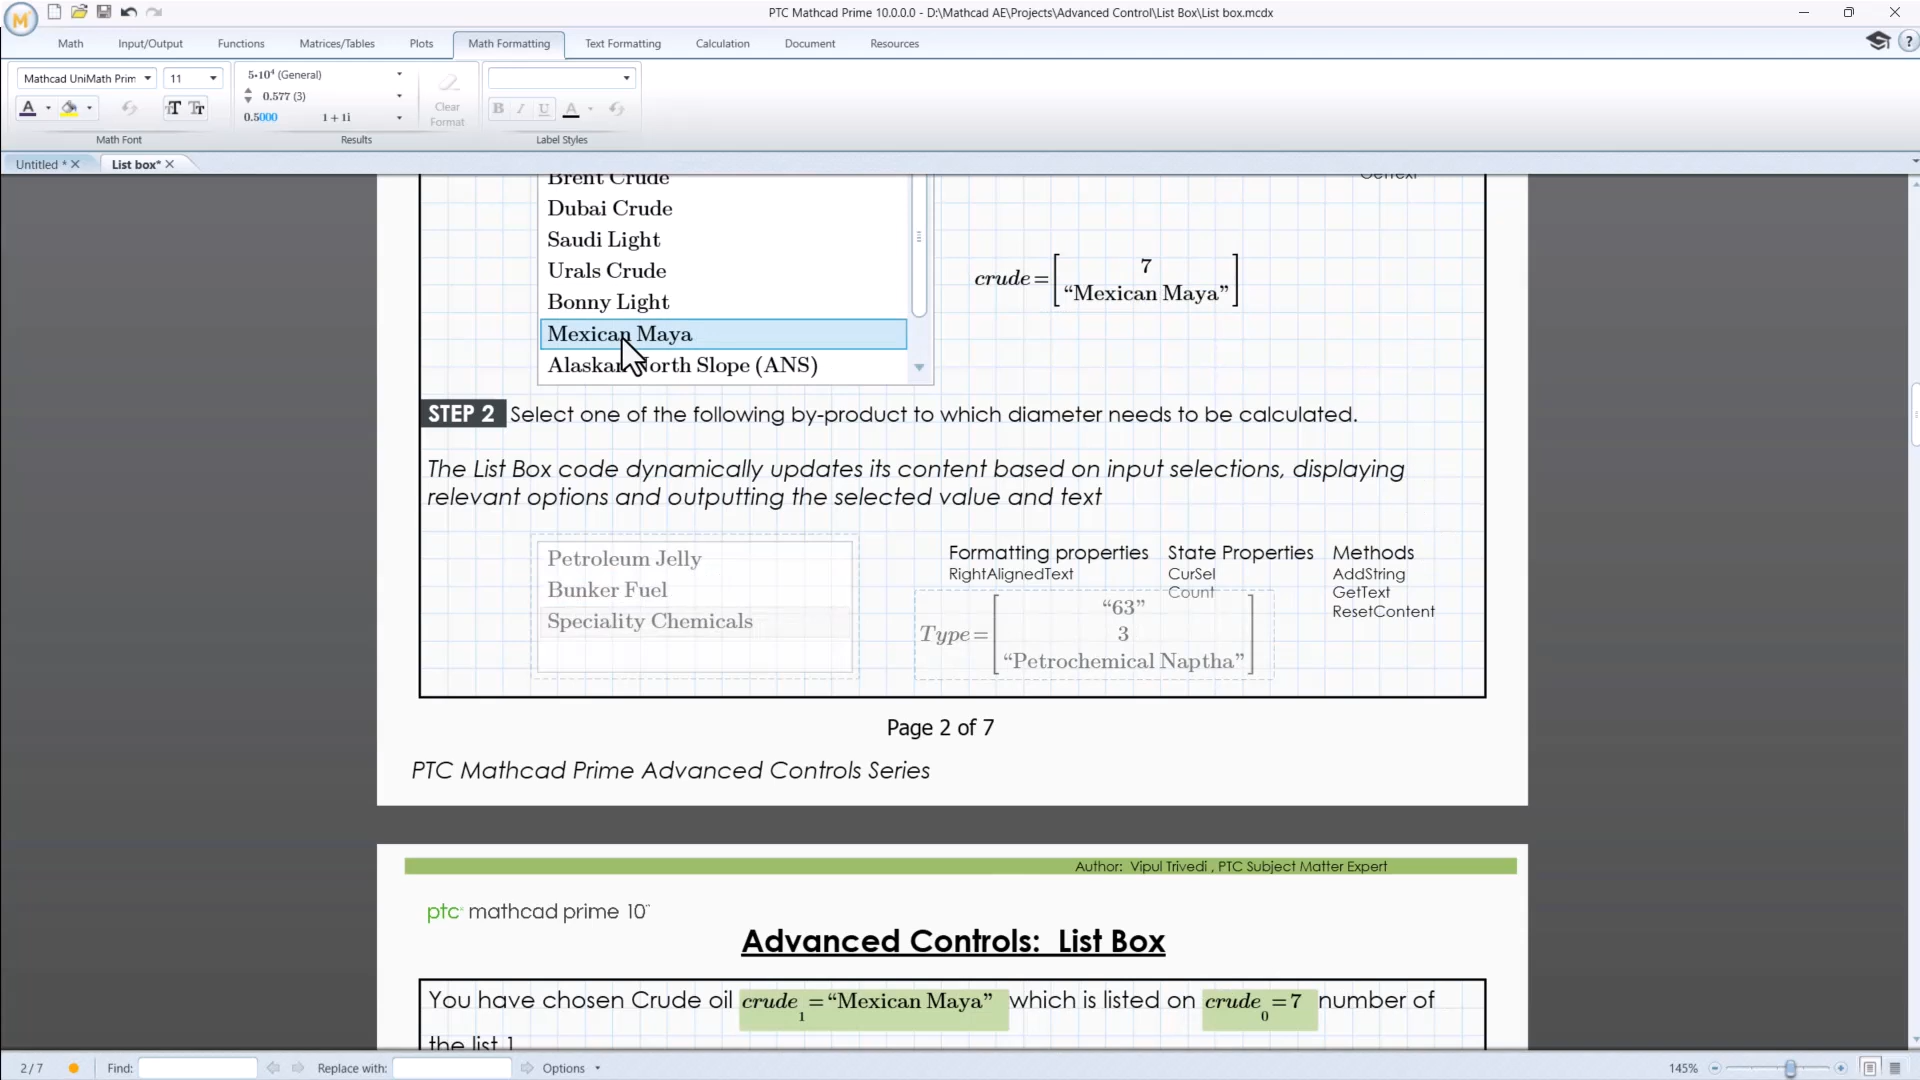 PTC Mathcad Prime 10.0.0.0 - D:\Mathcad AE\Projects\Advanced Control\List Box\List box.mcdx
Math Input/Output Functions Matrices/Tables Plots Math Formatting Text Formatting Calculation Document Resources
Mathcad UniMath Prim 11
5•10⁴ (General)
0.577 (3)
0.5000 1 + 1i
Clear
Format
Math Font Results Label Styles
Untitled * List box*
Brent Crude
GetText
Dubai Crude
Saudi Light
Urals Crude
Bonny Light
Mexican Maya
Alaskan North Slope (ANS)
crude = [ 7
"Mexican Maya" ]
STEP 2 Select one of the following by-product to which diameter needs to be calculated.
The List Box code dynamically updates its content based on input selections, displaying
relevant options and outputting the selected value and text
Petroleum Jelly
Bunker Fuel
Speciality Chemicals
Formatting properties State Properties Methods
RightAlignedText CurSel AddString
Count GetText
ResetContent
Type = [ "63"
3
"Petrochemical Naptha" ]
Page 2 of 7
PTC Mathcad Prime Advanced Controls Series
Author: Vipul Trivedi , PTC Subject Matter Expert
ptc mathcad prime 10
Advanced Controls: List Box
You have chosen Crude oil crude₁ = "Mexican Maya" which is listed on crude₀ = 7 number of
the list 1
2 / 7 Find: Replace with: Options 145%